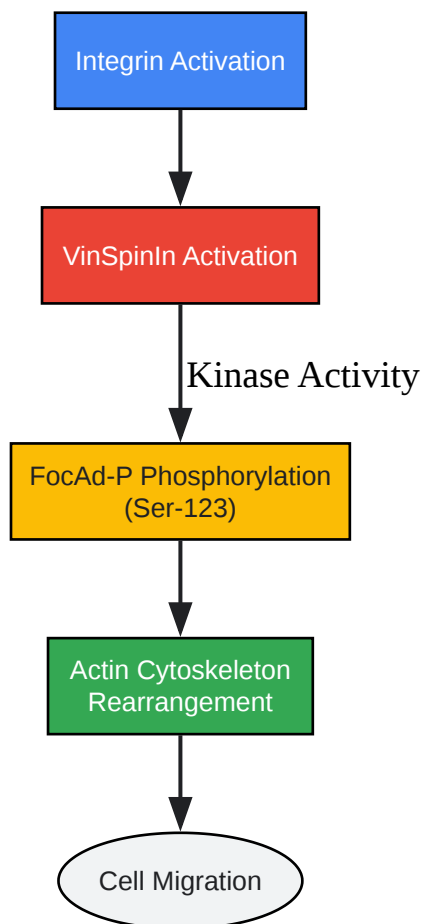 Integrin Activation
VinSpinIn Activation
Kinase Activity
FocAd-P Phosphorylation
(Ser-123)
Actin Cytoskeleton
Rearrangement
Cell Migration